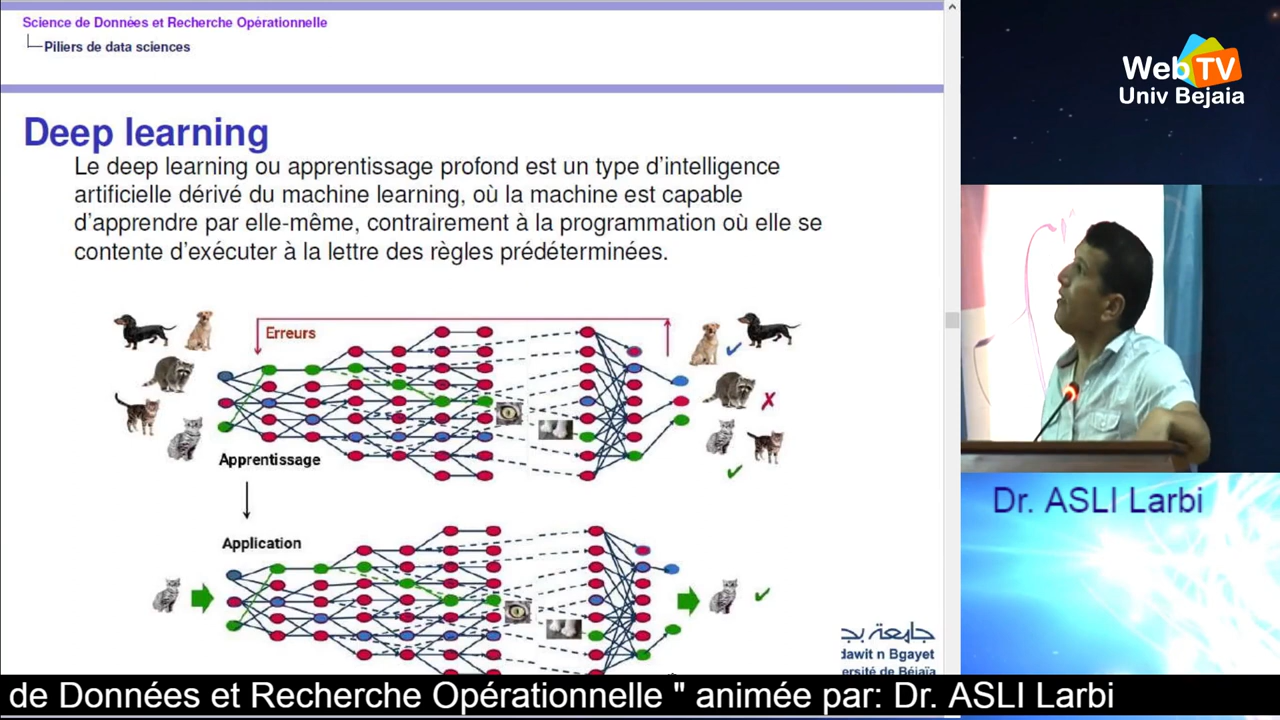 Science de Données et Recherche Opérationnelle
Piliers de data sciences
Web TV
Univ Bejaia
Deep learning
Le deep learning ou apprentissage profond est un type d'intelligence
artificielle dérivé du machine learning, où la machine est capable
d'apprendre par elle-même, contrairement à la programmation où elle se
contente d'exécuter à la lettre des règles prédéterminées.
Erreurs
Apprentissage
Application
Dr. ASLI Larbi
جامعة بج
dawit n Bgayet
ersité de Béjaïa
de Données et Recherche Opérationnelle " animée par: Dr. ASLI Larbi